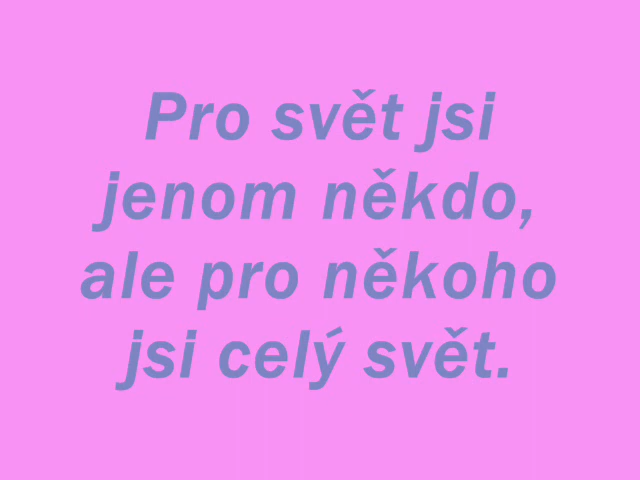 Pro svět jsi
jenom někdo,
ale pro někoho
jsi celý svět.